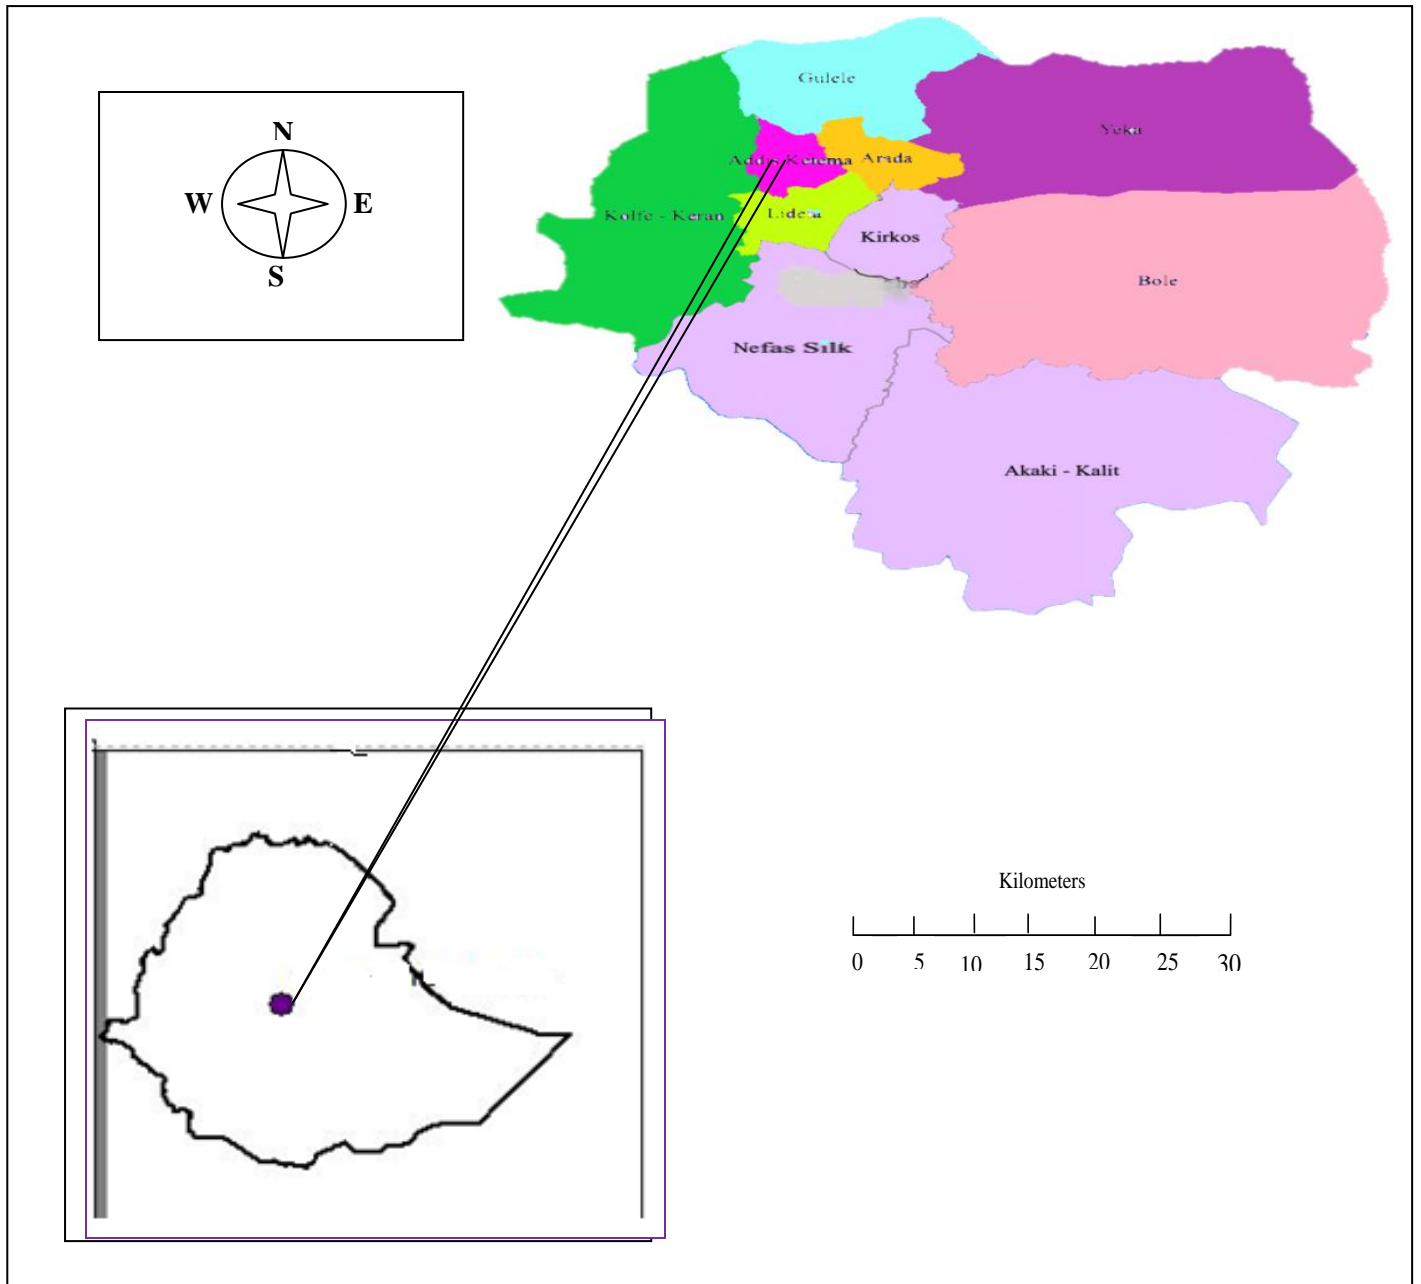 N
W E
S
Gulele
Yeka
Addis Ketema Arada
Kolfe - Keran Lideta
Kirkos
Bole
Nefas Silk
Akaki - Kalit
Kilometers
0 5 10 15 20 25 30